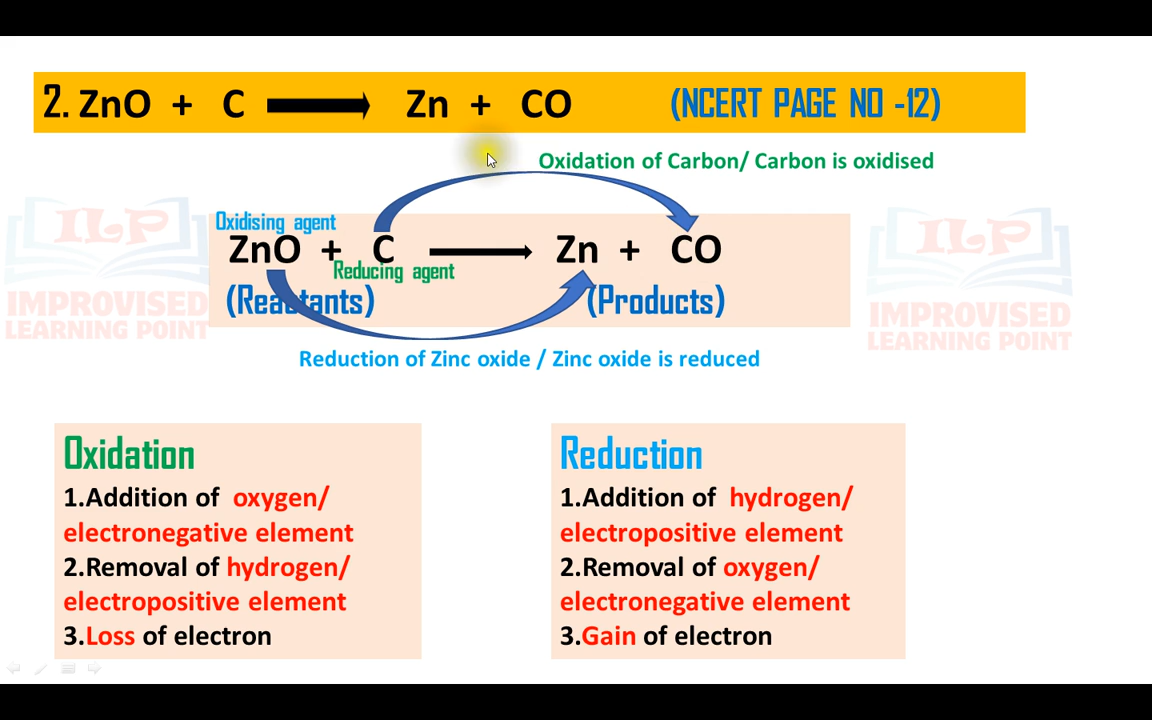 2. ZnO + C Zn + CO (NCERT PAGE NO -12)
Oxidation of Carbon/ Carbon is oxidised
Oxidising agent
ZnO + C Zn + CO
Reducing agent
(Reactants) (Products)
Reduction of Zinc oxide / Zinc oxide is reduced
ILP
IMPROVISED
LEARNING POINT
ILP
IMPROVISED
LEARNING POINT
Oxidation
1.Addition of oxygen/
electronegative element
2.Removal of hydrogen/
electropositive element
3.Loss of electron
Reduction
1.Addition of hydrogen/
electropositive element
2.Removal of oxygen/
electronegative element
3.Gain of electron